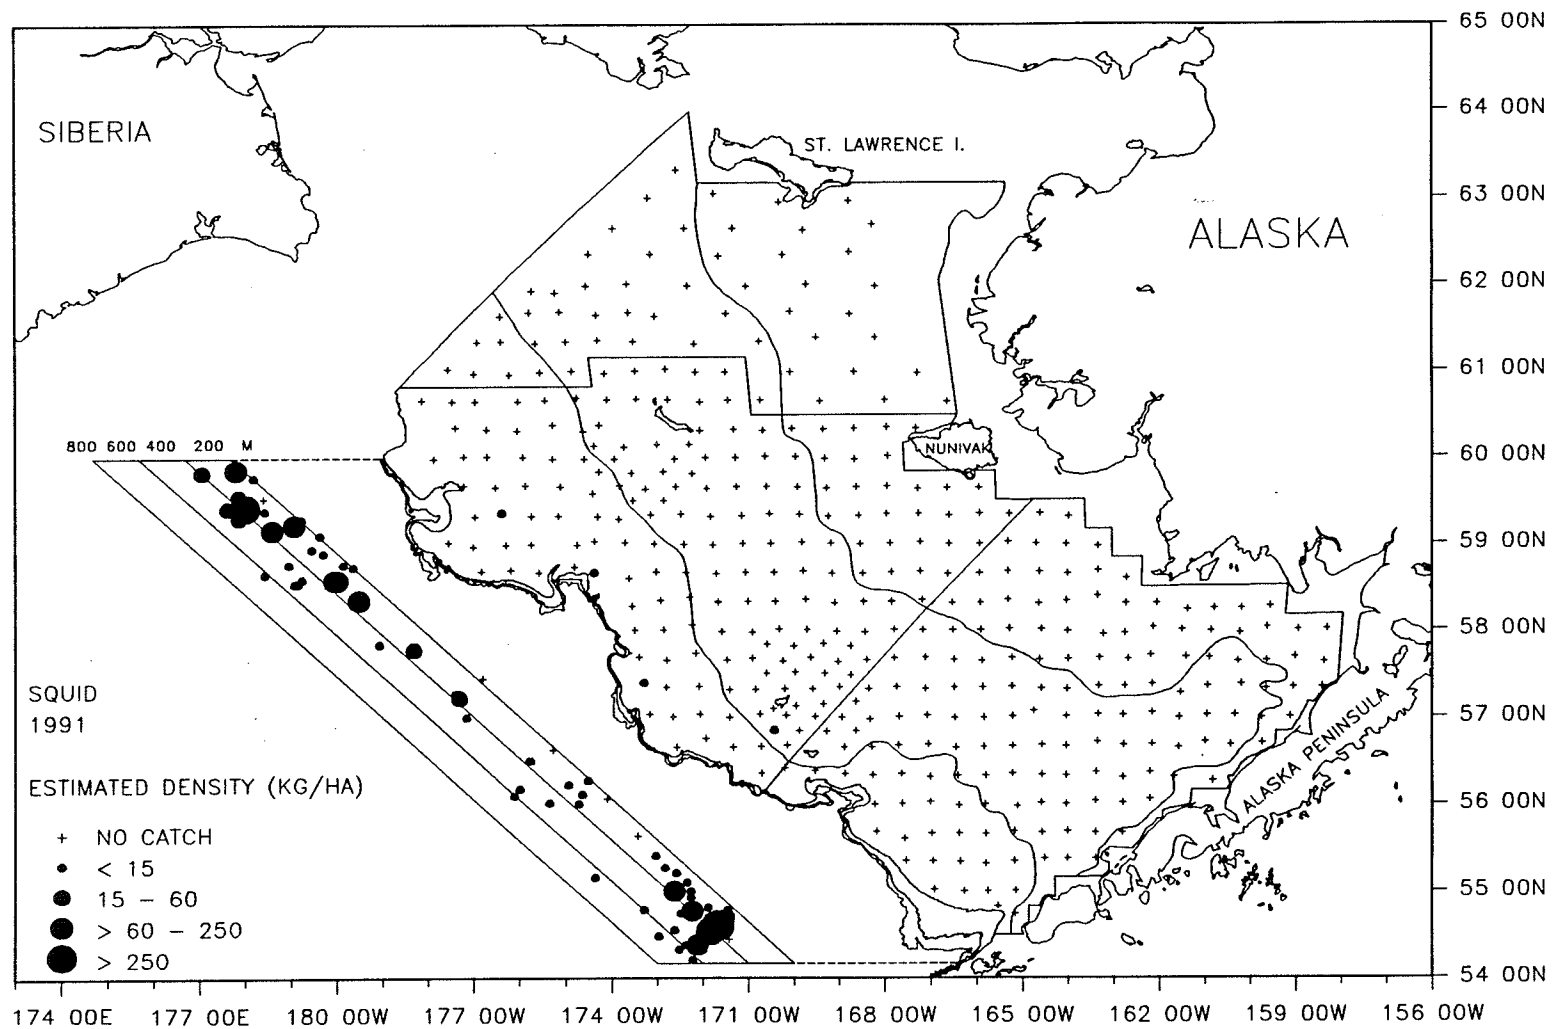 65 00N
64 00N
SIBERIA
ST. LAWRENCE I.
63 00N
ALASKA
62 00N
61 00N
800 600 400 200 M
NUNIVAK
60 00N
59 00N
58 00N
SQUID
1991
57 00N
ALASKA PENINSULA
ESTIMATED DENSITY (KG/HA)
56 00N
+ NO CATCH
< 15
15 – 60
55 00N
> 60 – 250
> 250
54 00N
174 00E 177 00E 180 00W 177 00W 174 00W 171 00W 168 00W 165 00W 162 00W 159 00W 156 00W